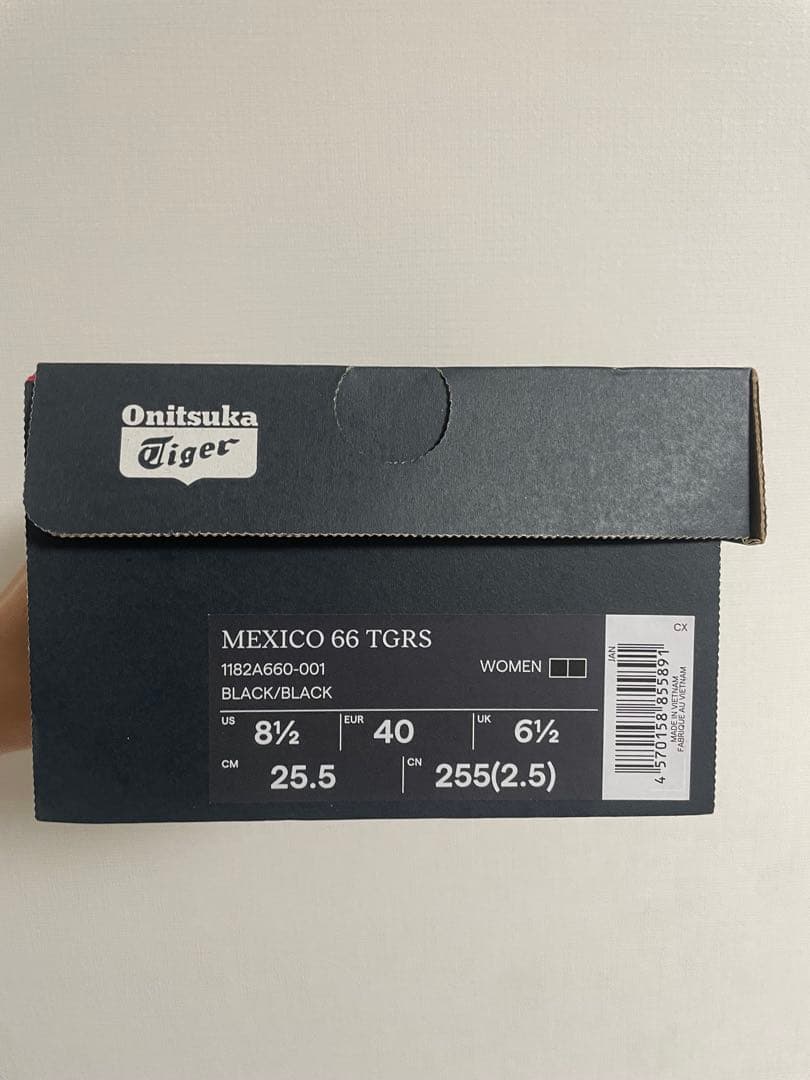 Onitsuka
Tiger
MEXICO 66 TGRS
1182A660-001
WOMEN
BLACK/BLACK
US 8½ EUR 40 UK 6½
CM 25.5 CN 255(2.5)
CX
JAN
4570158855891
MADE IN VIETNAM
FABRIQUÉ AU VIETNAM